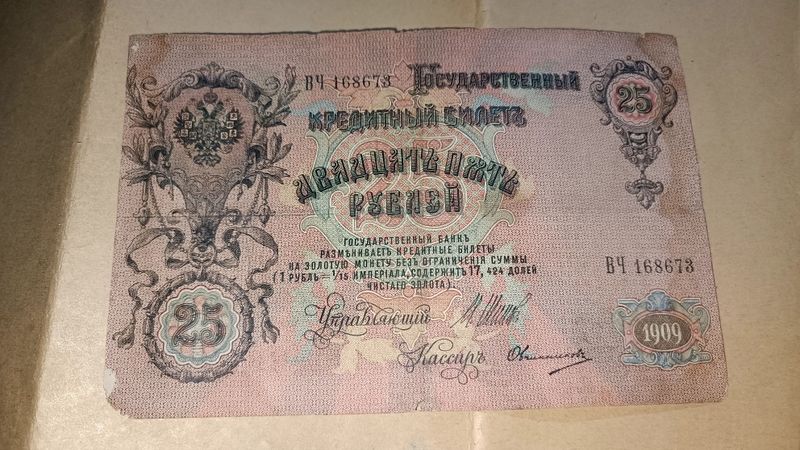 ВЧ 168673 Государственный
25
Кредитный Билетъ
Двадцать пять
рублей
Государственный Банкъ
размѣниваетъ кредитные билеты
на золотую монету безъ ограниченія суммы
(1 рубль = 1/15 имперіала, содержитъ 17, 424 долей
чистаго золота).
ВЧ 168673
25
Управляющій
1909
Кассиръ